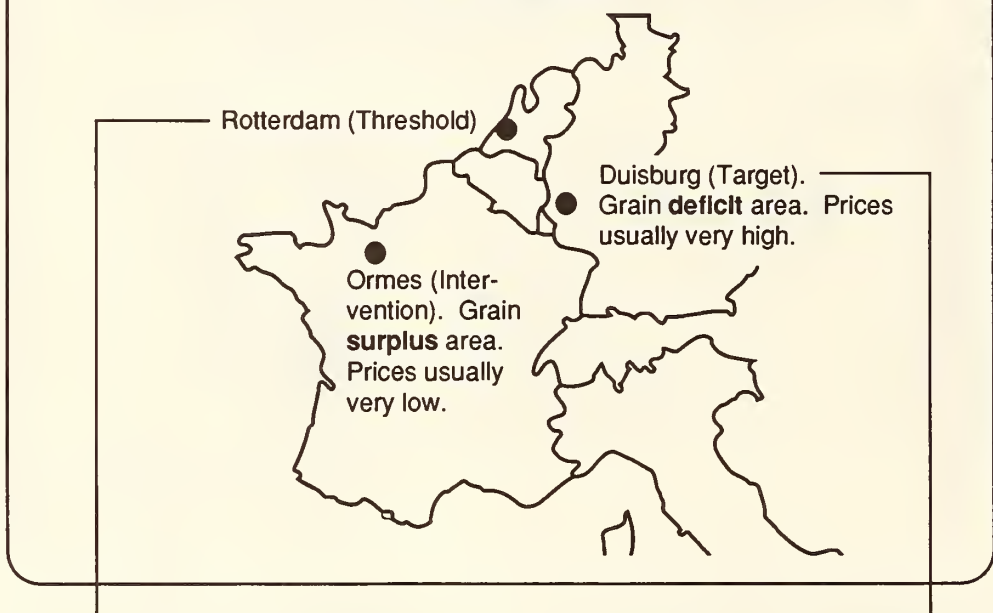 Rotterdam (Threshold)
Duisburg (Target).
Grain deficit area. Prices
usually very high.
Ormes (Inter-
vention). Grain
surplus area.
Prices usually
very low.